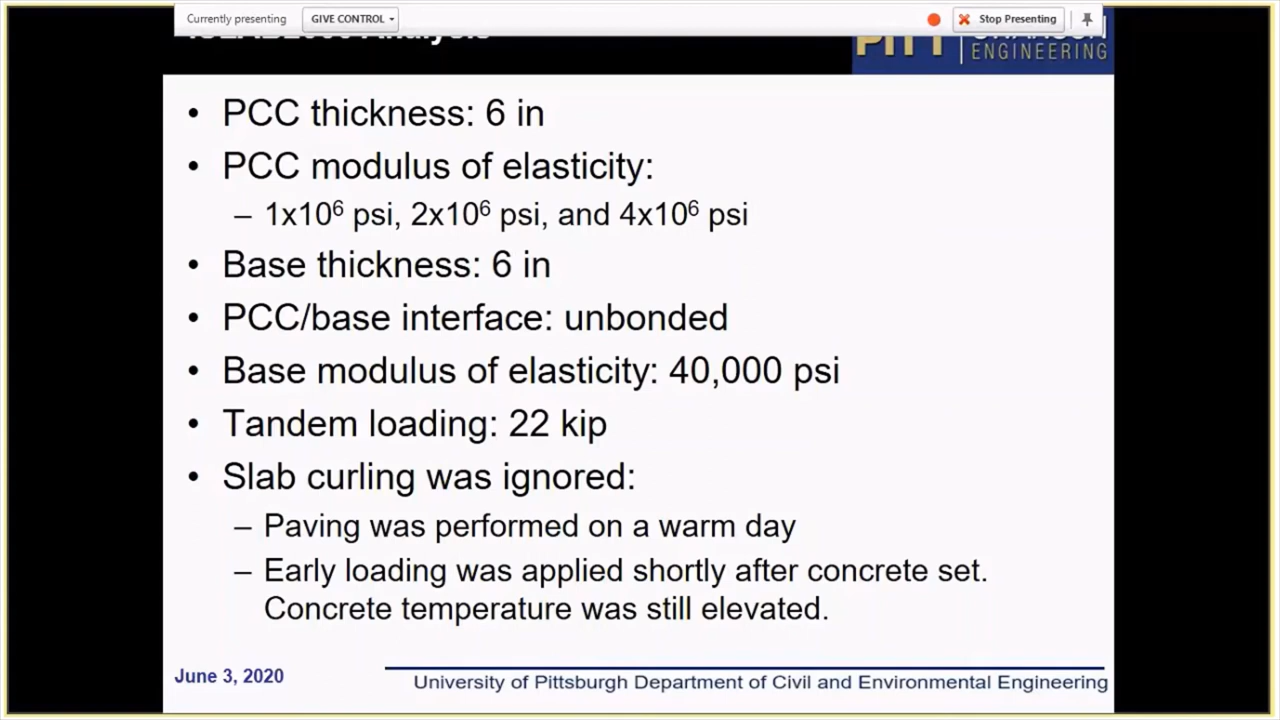 Currently presenting GIVE CONTROL Stop Presenting
PITT
ENGINEERING
• PCC thickness: 6 in
• PCC modulus of elasticity:
– 1x10⁶ psi, 2x10⁶ psi, and 4x10⁶ psi
• Base thickness: 6 in
• PCC/base interface: unbonded
• Base modulus of elasticity: 40,000 psi
• Tandem loading: 22 kip
• Slab curling was ignored:
– Paving was performed on a warm day
– Early loading was applied shortly after concrete set.
Concrete temperature was still elevated.
June 3, 2020
University of Pittsburgh Department of Civil and Environmental Engineering